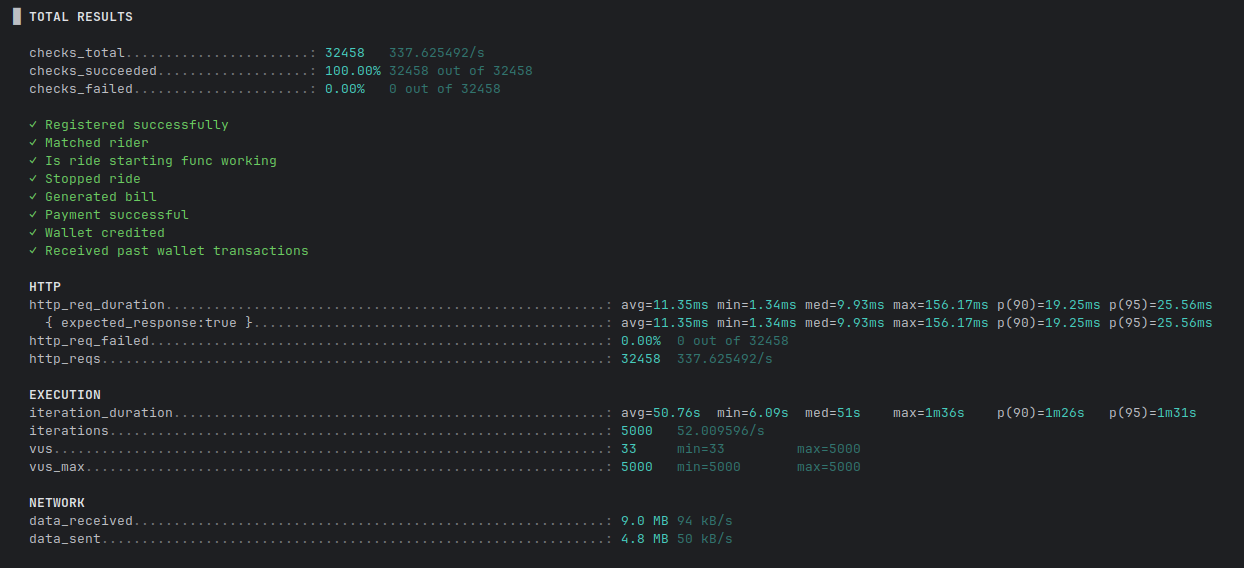 TOTAL RESULTS
checks_total.......................: 32458 337.625492/s
checks_succeeded...................: 100.00% 32458 out of 32458
checks_failed......................: 0.00% 0 out of 32458
✓ Registered successfully
✓ Matched rider
✓ Is ride starting func working
✓ Stopped ride
✓ Generated bill
✓ Payment successful
✓ Wallet credited
✓ Received past wallet transactions
HTTP
http_req_duration.......................................................: avg=11.35ms min=1.34ms med=9.93ms max=156.17ms p(90)=19.25ms p(95)=25.56ms
{ expected_response:true }............................................: avg=11.35ms min=1.34ms med=9.93ms max=156.17ms p(90)=19.25ms p(95)=25.56ms
http_req_failed.........................................................: 0.00% 0 out of 32458
http_reqs...............................................................: 32458 337.625492/s
EXECUTION
iteration_duration......................................................: avg=50.76s min=6.09s med=51s max=1m36s p(90)=1m26s p(95)=1m31s
iterations..............................................................: 5000 52.009596/s
vus.....................................................................: 33 min=33 max=5000
vus_max.................................................................: 5000 min=5000 max=5000
NETWORK
data_received...........................................................: 9.0 MB 94 kB/s
data_sent...............................................................: 4.8 MB 50 kB/s